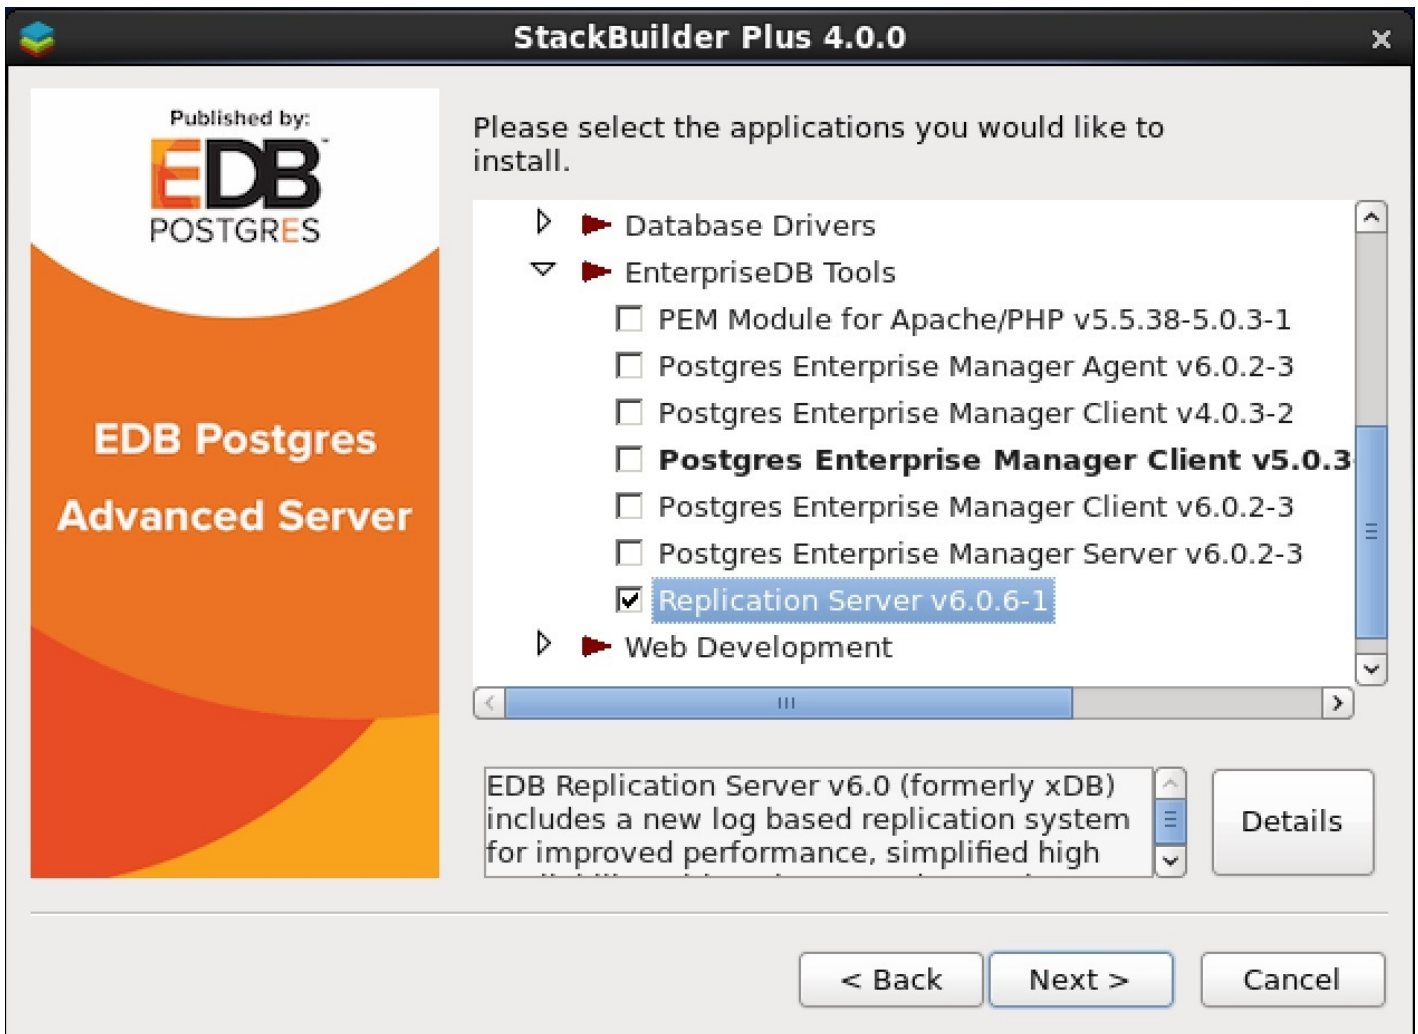 StackBuilder Plus 4.0.0
Published by:
EDB™
POSTGRES
EDB Postgres
Advanced Server
Please select the applications you would like to
install.
Database Drivers
EnterpriseDB Tools
PEM Module for Apache/PHP v5.5.38-5.0.3-1
Postgres Enterprise Manager Agent v6.0.2-3
Postgres Enterprise Manager Client v4.0.3-2
Postgres Enterprise Manager Client v5.0.3
Postgres Enterprise Manager Client v6.0.2-3
Postgres Enterprise Manager Server v6.0.2-3
Replication Server v6.0.6-1
Web Development
EDB Replication Server v6.0 (formerly xDB)
includes a new log based replication system
for improved performance, simplified high
Details
< Back
Next >
Cancel